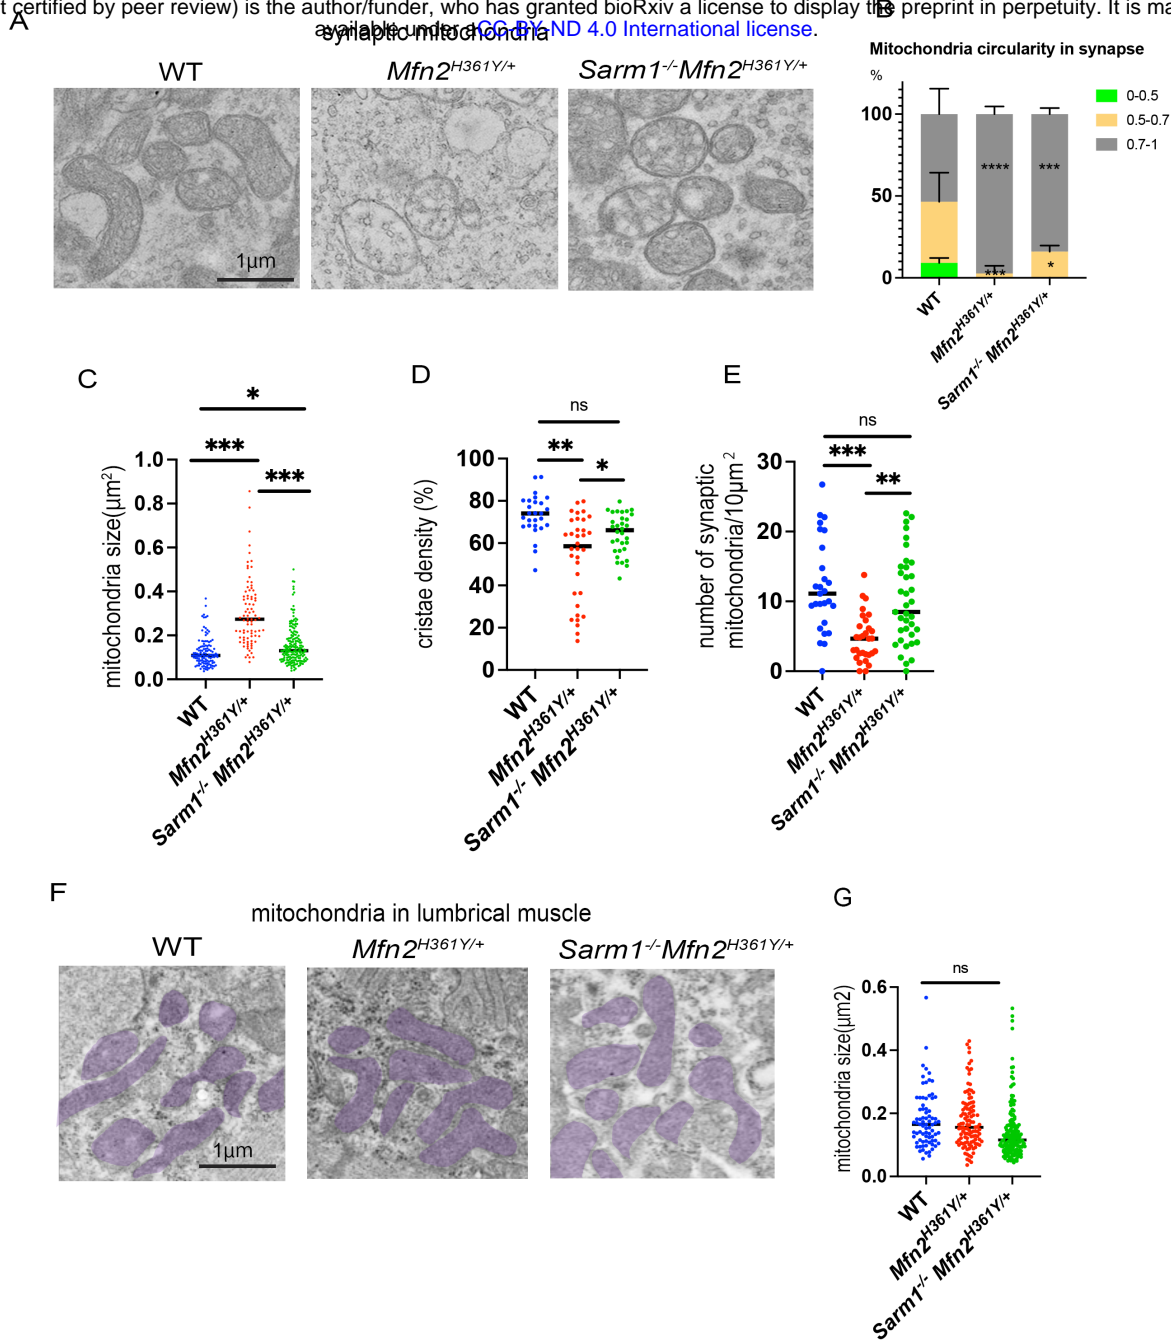 t certified by peer review) is the author/funder, who has granted bioRxiv a license to display the preprint in perpetuity. It is ma
available under aCC-BY-ND 4.0 International license.
A
synaptic mitochondria
B
WT
Mfn2H361Y/+
Sarm1-/-Mfn2H361Y/+
1µm
Mitochondria circularity in synapse
%
100
50
0
0-0.5
0.5-0.7
0.7-1
****
***
***
*
WT
Mfn2H361Y/+
Sarm1-/- Mfn2H361Y/+
C
*
***
***
mitochondria size(µm2)
1.0
0.8
0.6
0.4
0.2
0.0
WT
Mfn2H361Y/+
Sarm1-/- Mfn2H361Y/+
D
ns
**
*
cristae density (%)
100
80
60
40
20
0
WT
Mfn2H361Y/+
Sarm1-/- Mfn2H361Y/+
E
ns
***
**
number of synaptic
mitochondria/10µm2
30
20
10
0
WT
Mfn2H361Y/+
Sarm1-/- Mfn2H361Y/+
F
mitochondria in lumbrical muscle
WT
Mfn2H361Y/+
Sarm1-/-Mfn2H361Y/+
1µm
G
ns
mitochondria size(µm2)
0.6
0.4
0.2
0.0
WT
Mfn2H361Y/+
Sarm1-/- Mfn2H361Y/+